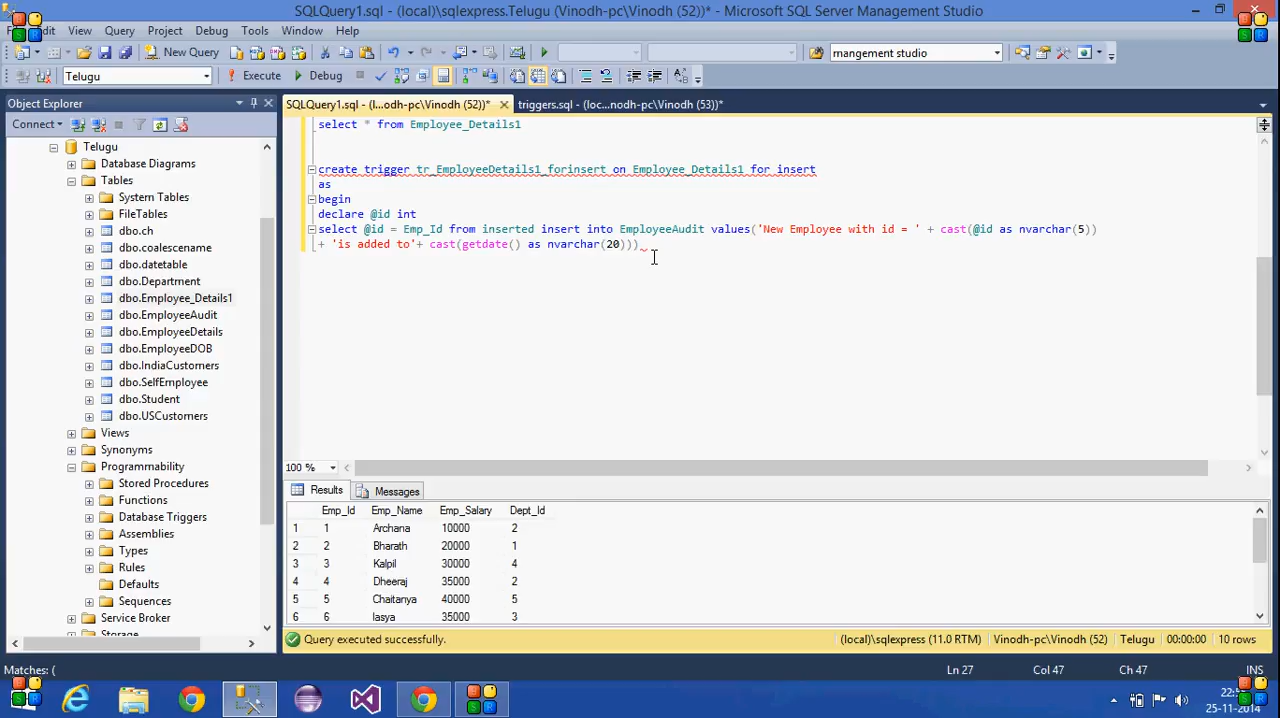 SQLQuery1.sql - (local)\sqlexpress.Telugu (Vinodh-pc\Vinodh (52))* - Microsoft SQL Server Management Studio
View Query Project Debug Tools Window Help
New Query
mangement studio
Telugu
Execute
Debug
Object Explorer
SQLQuery1.sql - (l...odh-pc\Vinodh (52))*
triggers.sql - (loc...nodh-pc\Vinodh (53))*
Connect
Telugu
Database Diagrams
Tables
System Tables
FileTables
dbo.ch
dbo.coalescename
dbo.datetable
dbo.Department
dbo.Employee_Details1
dbo.EmployeeAudit
dbo.EmployeeDetails
dbo.EmployeeDOB
dbo.IndiaCustomers
dbo.SelfEmployee
dbo.Student
dbo.USCustomers
Views
Synonyms
Programmability
Stored Procedures
Functions
Database Triggers
Assemblies
Types
Rules
Defaults
Sequences
Service Broker
Storage
select * from Employee_Details1
create trigger tr_EmployeeDetails1_forinsert on Employee_Details1 for insert
as
begin
declare @id int
select @id = Emp_Id from inserted insert into EmployeeAudit values('New Employee with id = ' + cast(@id as nvarchar(5))
+ 'is added to'+ cast(getdate() as nvarchar(20)))
100 %
Results
Messages
Emp_Id Emp_Name Emp_Salary Dept_Id
1 1 Archana 10000 2
2 2 Bharath 20000 1
3 3 Kalpil 30000 4
4 4 Dheeraj 35000 2
5 5 Chaitanya 40000 5
6 6 lasya 35000 3
Query executed successfully.
(local)\sqlexpress (11.0 RTM)
Vinodh-pc\Vinodh (52)
Telugu
00:00:00
10 rows
Matches: (
Ln 27
Col 47
Ch 47
INS
25-11-2014